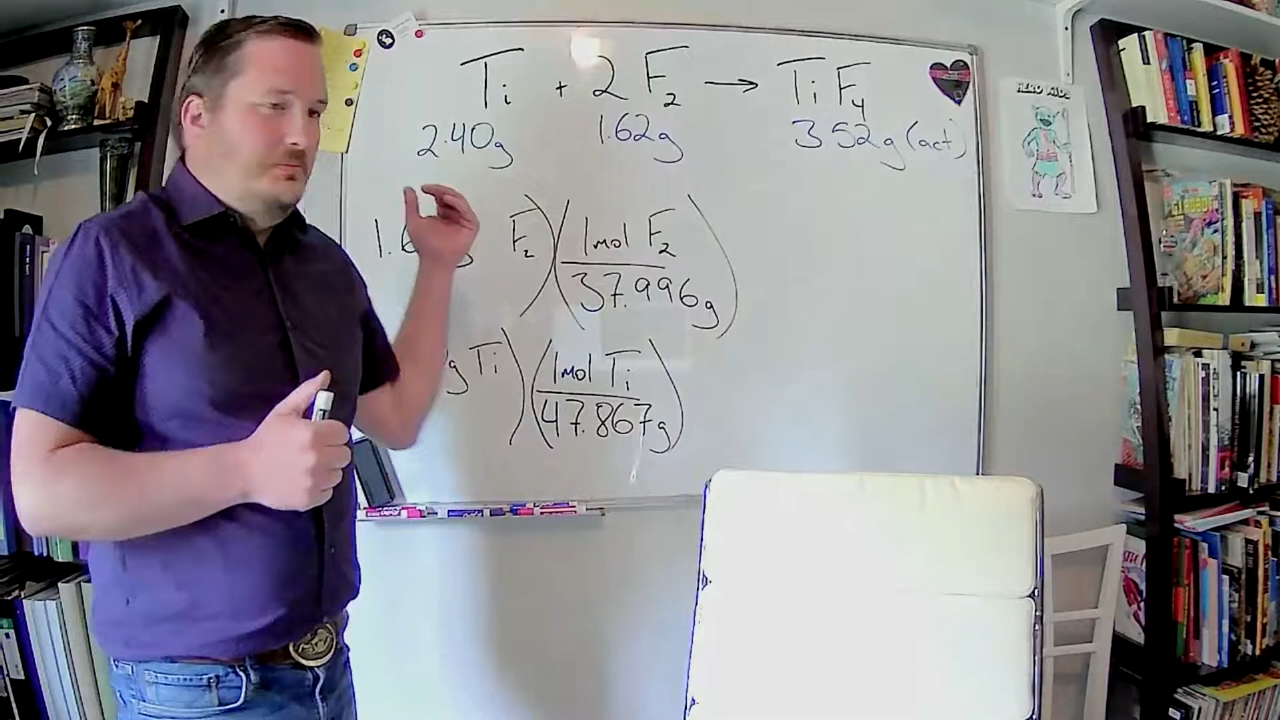 Ti + 2 F₂ → TiF₄
2.40g 1.62g 3.52g (act)
F₂)(1mol F₂
37.996g)
g Ti)(1mol Ti
47.867g)
HERO KIDS